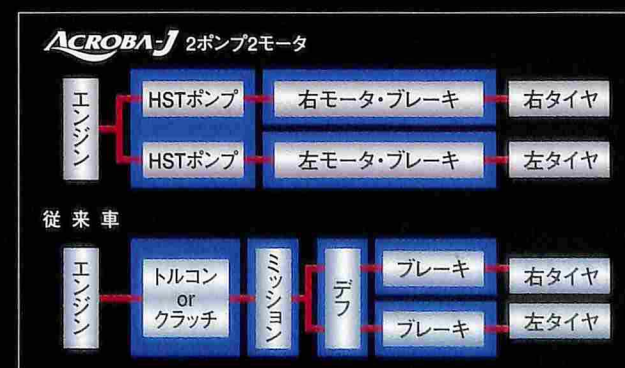 ACROBA-J 2ポンプ2モータ
エンジン
HSTポンプ
右モータ・ブレーキ
右タイヤ
HSTポンプ
左モータ・ブレーキ
左タイヤ
従来車
エンジン
トルコン
or
クラッチ
ミッション
デフ
ブレーキ
右タイヤ
ブレーキ
左タイヤ